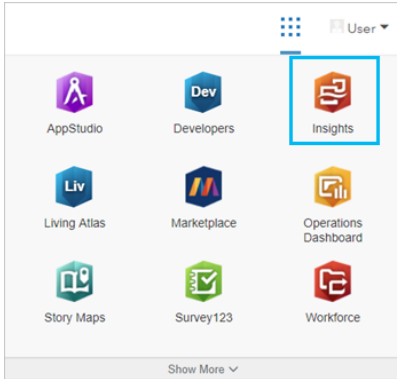 User
Dev
AppStudio Developers Insights
Liv
Living Atlas Marketplace Operations
Dashboard
Story Maps Survey123 Workforce
Show More